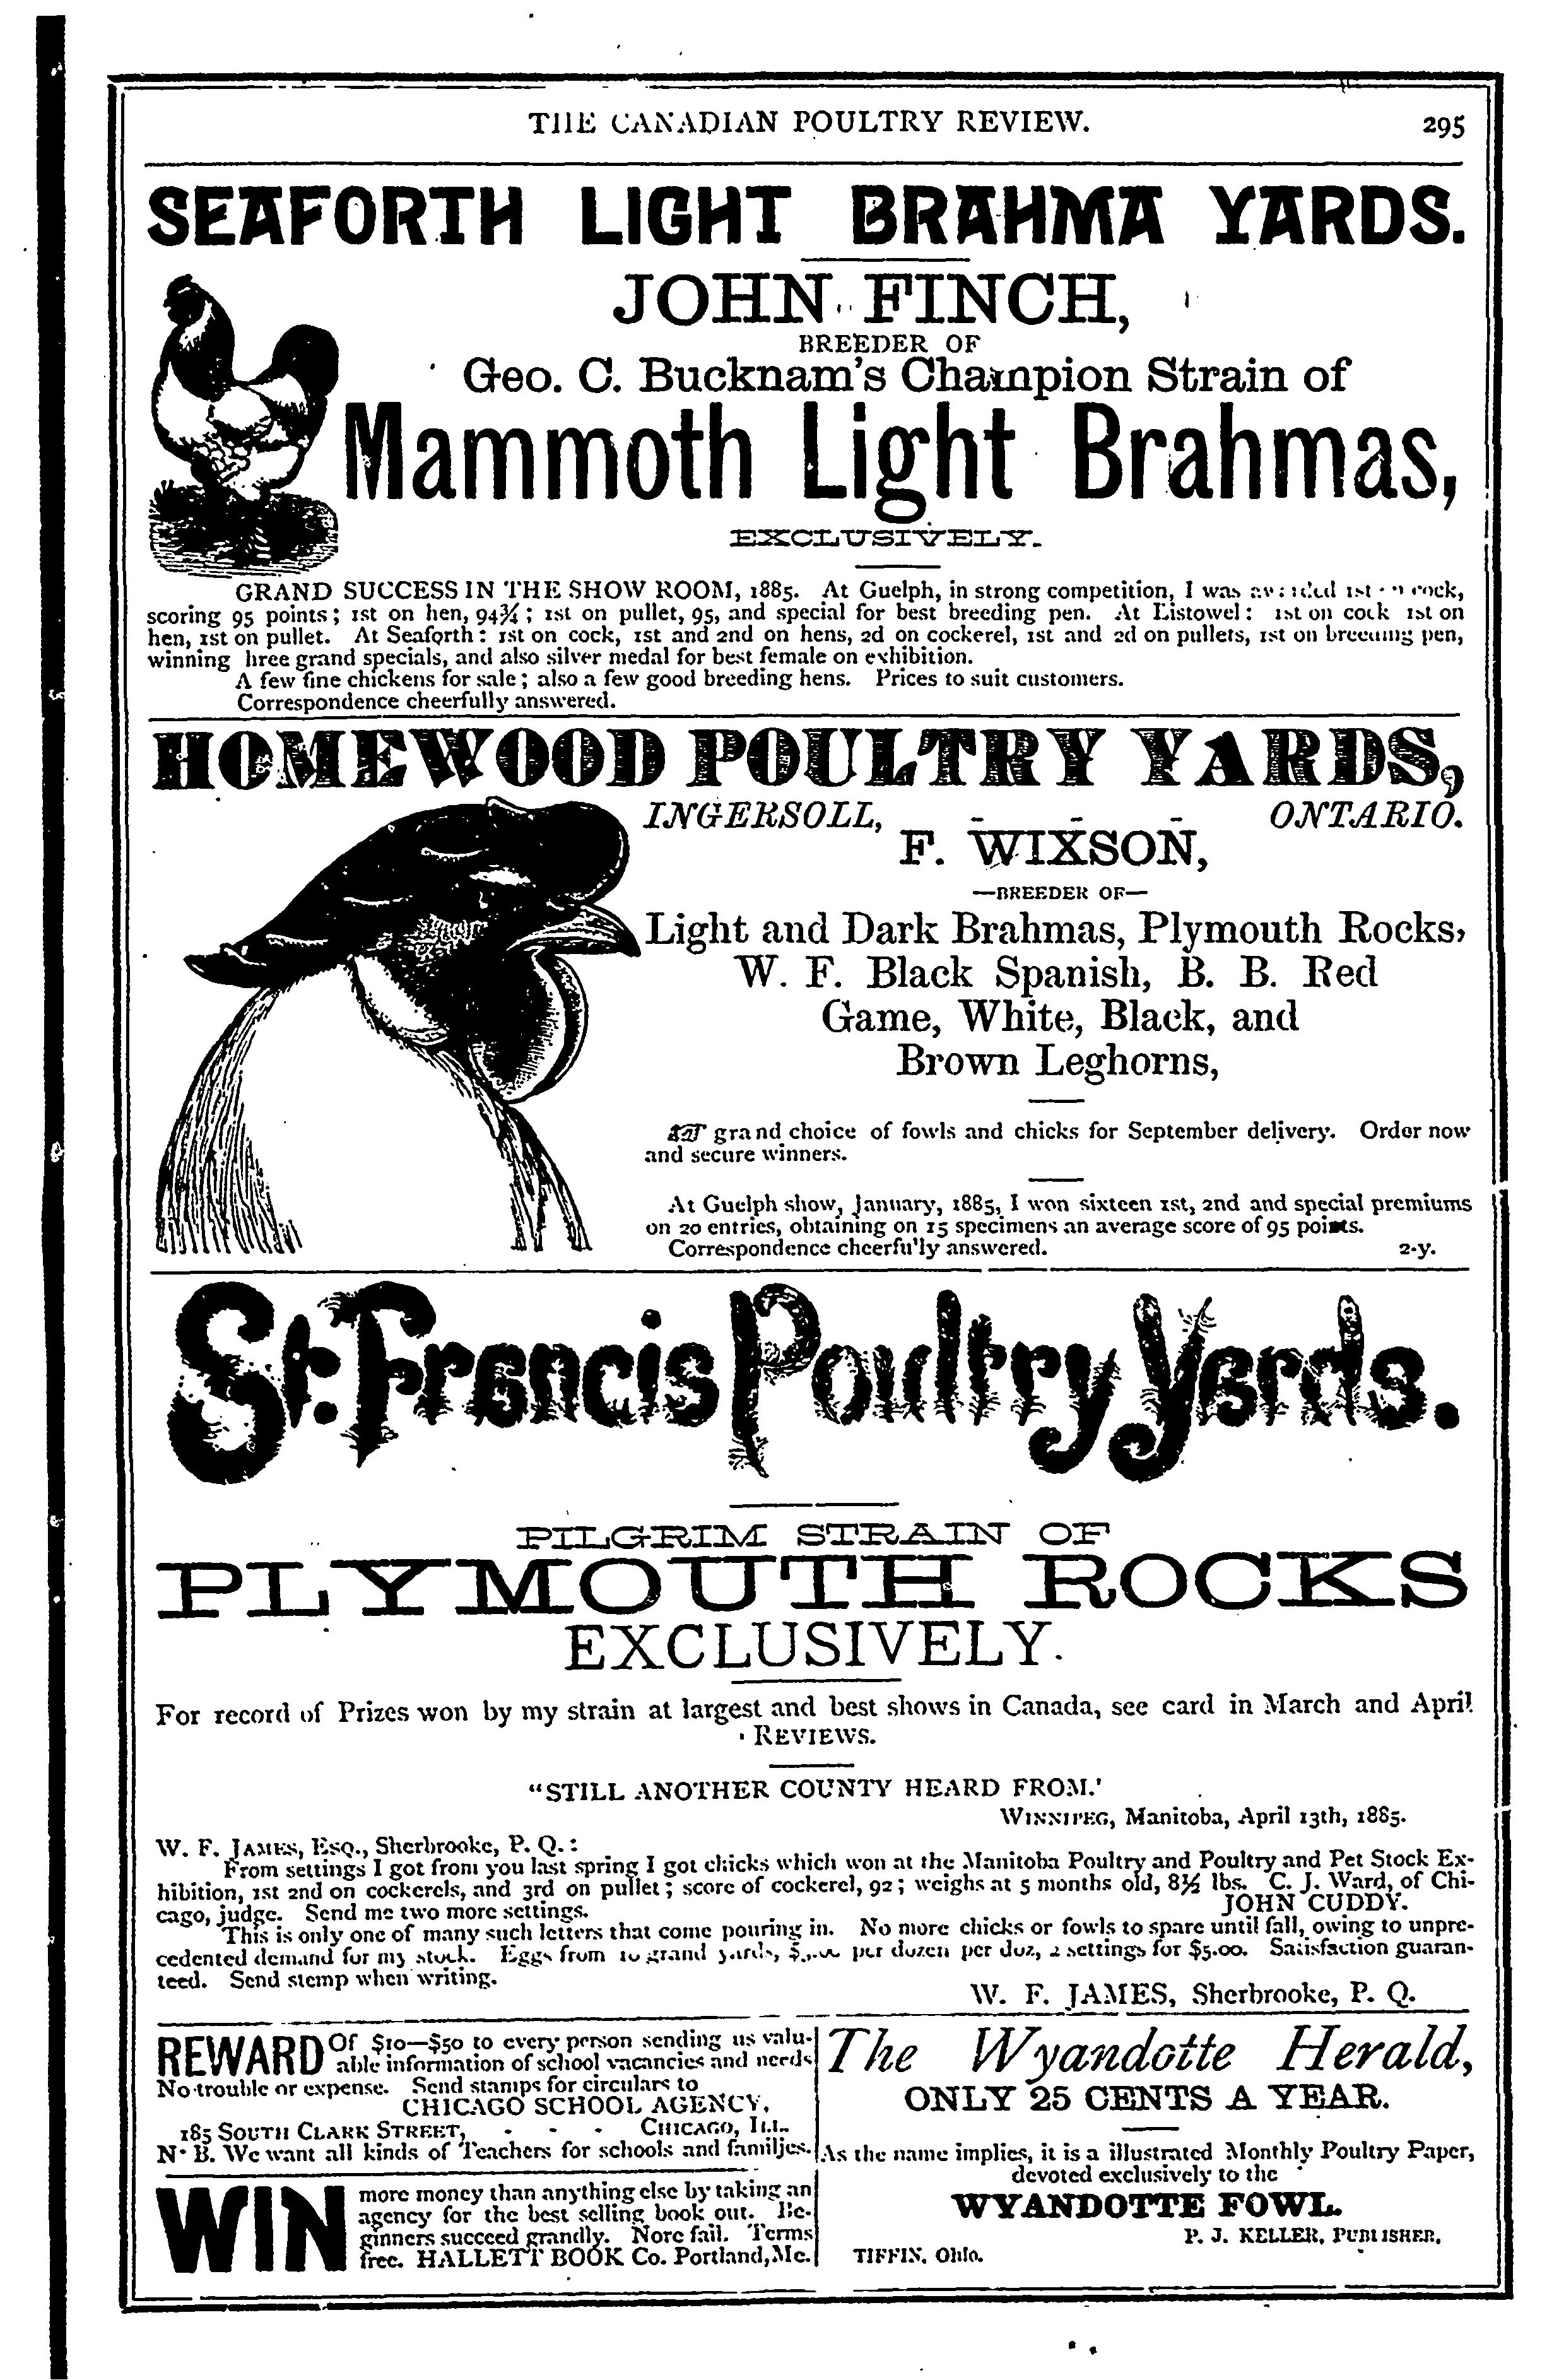 THE CANADIAN POULTRY REVIEW. 295
SEAFORTH LIGHT BRAHMA YARDS.
JOHN FINCH,
BREEDER OF
Geo. C. Bucknam's Champion Strain of
Mammoth Light Brahmas,
EXCLUSIVELY.
GRAND SUCCESS IN THE SHOW ROOM, 1885. At Guelph, in strong competition, I was awarded 1st on cock,
scoring 95 points; 1st on hen, 94¾; 1st on pullet, 95, and special for best breeding pen. At Listowel: 1st on cock 1st on
hen, 1st on pullet. At Seaforth: 1st on cock, 1st and 2nd on hens, 2d on cockerel, 1st and 2d on pullets, 1st on breeding pen,
winning hree grand specials, and also silver medal for best female on exhibition.
A few fine chickens for sale; also a few good breeding hens. Prices to suit customers.
Correspondence cheerfully answered.
HOMEWOOD POULTRY YARDS,
INGERSOLL, - - - ONTARIO.
F. WIXSON,
—BREEDER OF—
Light and Dark Brahmas, Plymouth Rocks,
W. F. Black Spanish, B. B. Red
Game, White, Black, and
Brown Leghorns,
grand choice of fowls and chicks for September delivery. Order now
and secure winners.
At Guelph show, January, 1885, I won sixteen 1st, 2nd and special premiums
on 20 entries, obtaining on 15 specimens an average score of 95 points.
Correspondence cheerfully answered. 2-y.
St. Francis Poultry Yards.
PILGRIM STRAIN OF
PLYMOUTH ROCKS
EXCLUSIVELY.
For record of Prizes won by my strain at largest and best shows in Canada, see card in March and April
REVIEWS.
"STILL ANOTHER COUNTY HEARD FROM.'
WINNIPEG, Manitoba, April 13th, 1885.
W. F. JAMES, ESQ., Sherbrooke, P. Q.:
From settings I got from you last spring I got chicks which won at the Manitoba Poultry and Poultry and Pet Stock Ex-
hibition, 1st 2nd on cockerels, and 3rd on pullet; score of cockerel, 92; weighs at 5 months old, 8½ lbs. C. J. Ward, of Chi-
cago, judge. Send me two more settings. JOHN CUDDY.
This is only one of many such letters that come pouring in. No more chicks or fowls to spare until fall, owing to unpre-
cedented demand for my stock. Eggs from 10 grand yards, per dozen per doz, 2 settings for $5.00. Satisfaction guaran-
teed. Send stemp when writing.
W. F. JAMES, Sherbrooke, P. Q.
REWARD Of $10—$50 to every person sending us valu-
able information of school vacancies and needs
No trouble or expense. Send stamps for circulars to
CHICAGO SCHOOL AGENCY,
185 SOUTH CLARK STREET, - - - CHICAGO, ILL.
N· B. We want all kinds of Teachers for schools and families.
WIN more money than anything else by taking an
agency for the best selling book out. Be-
ginners succeed grandly. Nore fail. Terms
free. HALLETT BOOK Co. Portland, Me.
The Wyandotte Herald,
ONLY 25 CENTS A YEAR.
As the name implies, it is a illustrated Monthly Poultry Paper,
devoted exclusively to the
WYANDOTTE FOWL.
P. J. KELLER, PUBLISHER,
TIFFIN, Ohio.